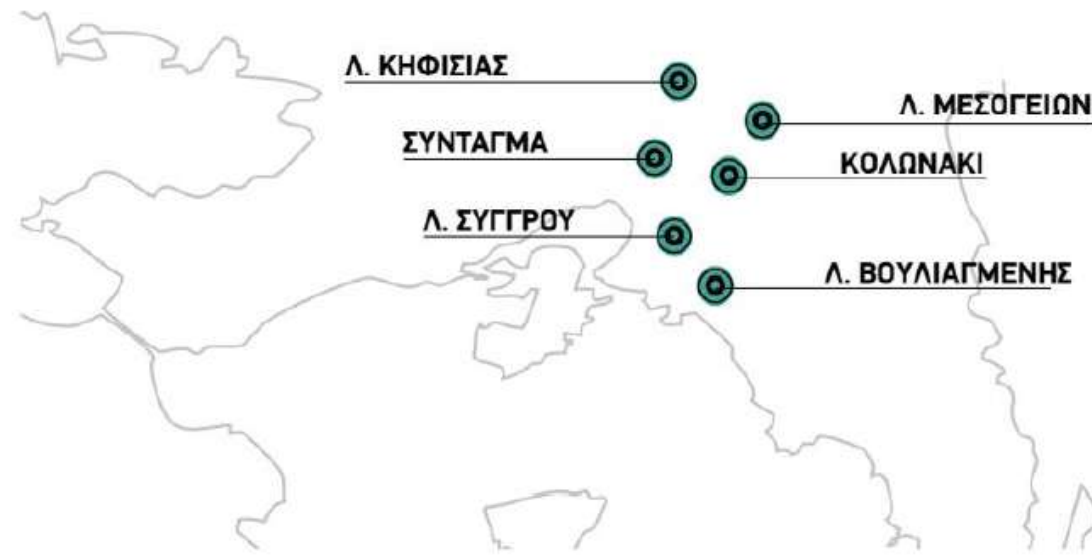 Λ. ΚΗΦΙΣΙΑΣ
Λ. ΜΕΣΟΓΕΙΩΝ
ΣΥΝΤΑΓΜΑ
ΚΟΛΩΝΑΚΙ
Λ. ΣΥΓΓΡΟΥ
Λ. ΒΟΥΛΙΑΓΜΕΝΗΣ